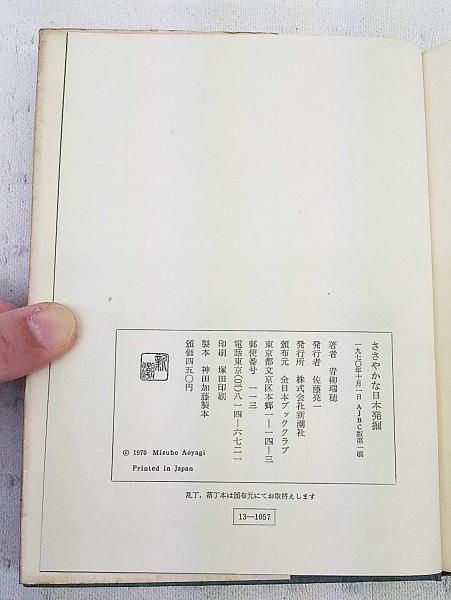 ささやかな日本発掘
一九七〇年十月一日 AJBC版第一刷
著者 青柳瑞穂
発行者 佐藤亮一
発行所 株式会社新潮社
頒布元 全日本ブッククラブ
東京都文京区本郷一—一四—三
郵便番号 一一三
電話東京(〇三)八一四—六七二一
印刷 塚田印刷
製本 神田加藤製本
頒価四五〇円
© 1970 Mizuho Aoyagi
Printed in Japan
乱丁，落丁本は頒布元にてお取替えします
13—1057